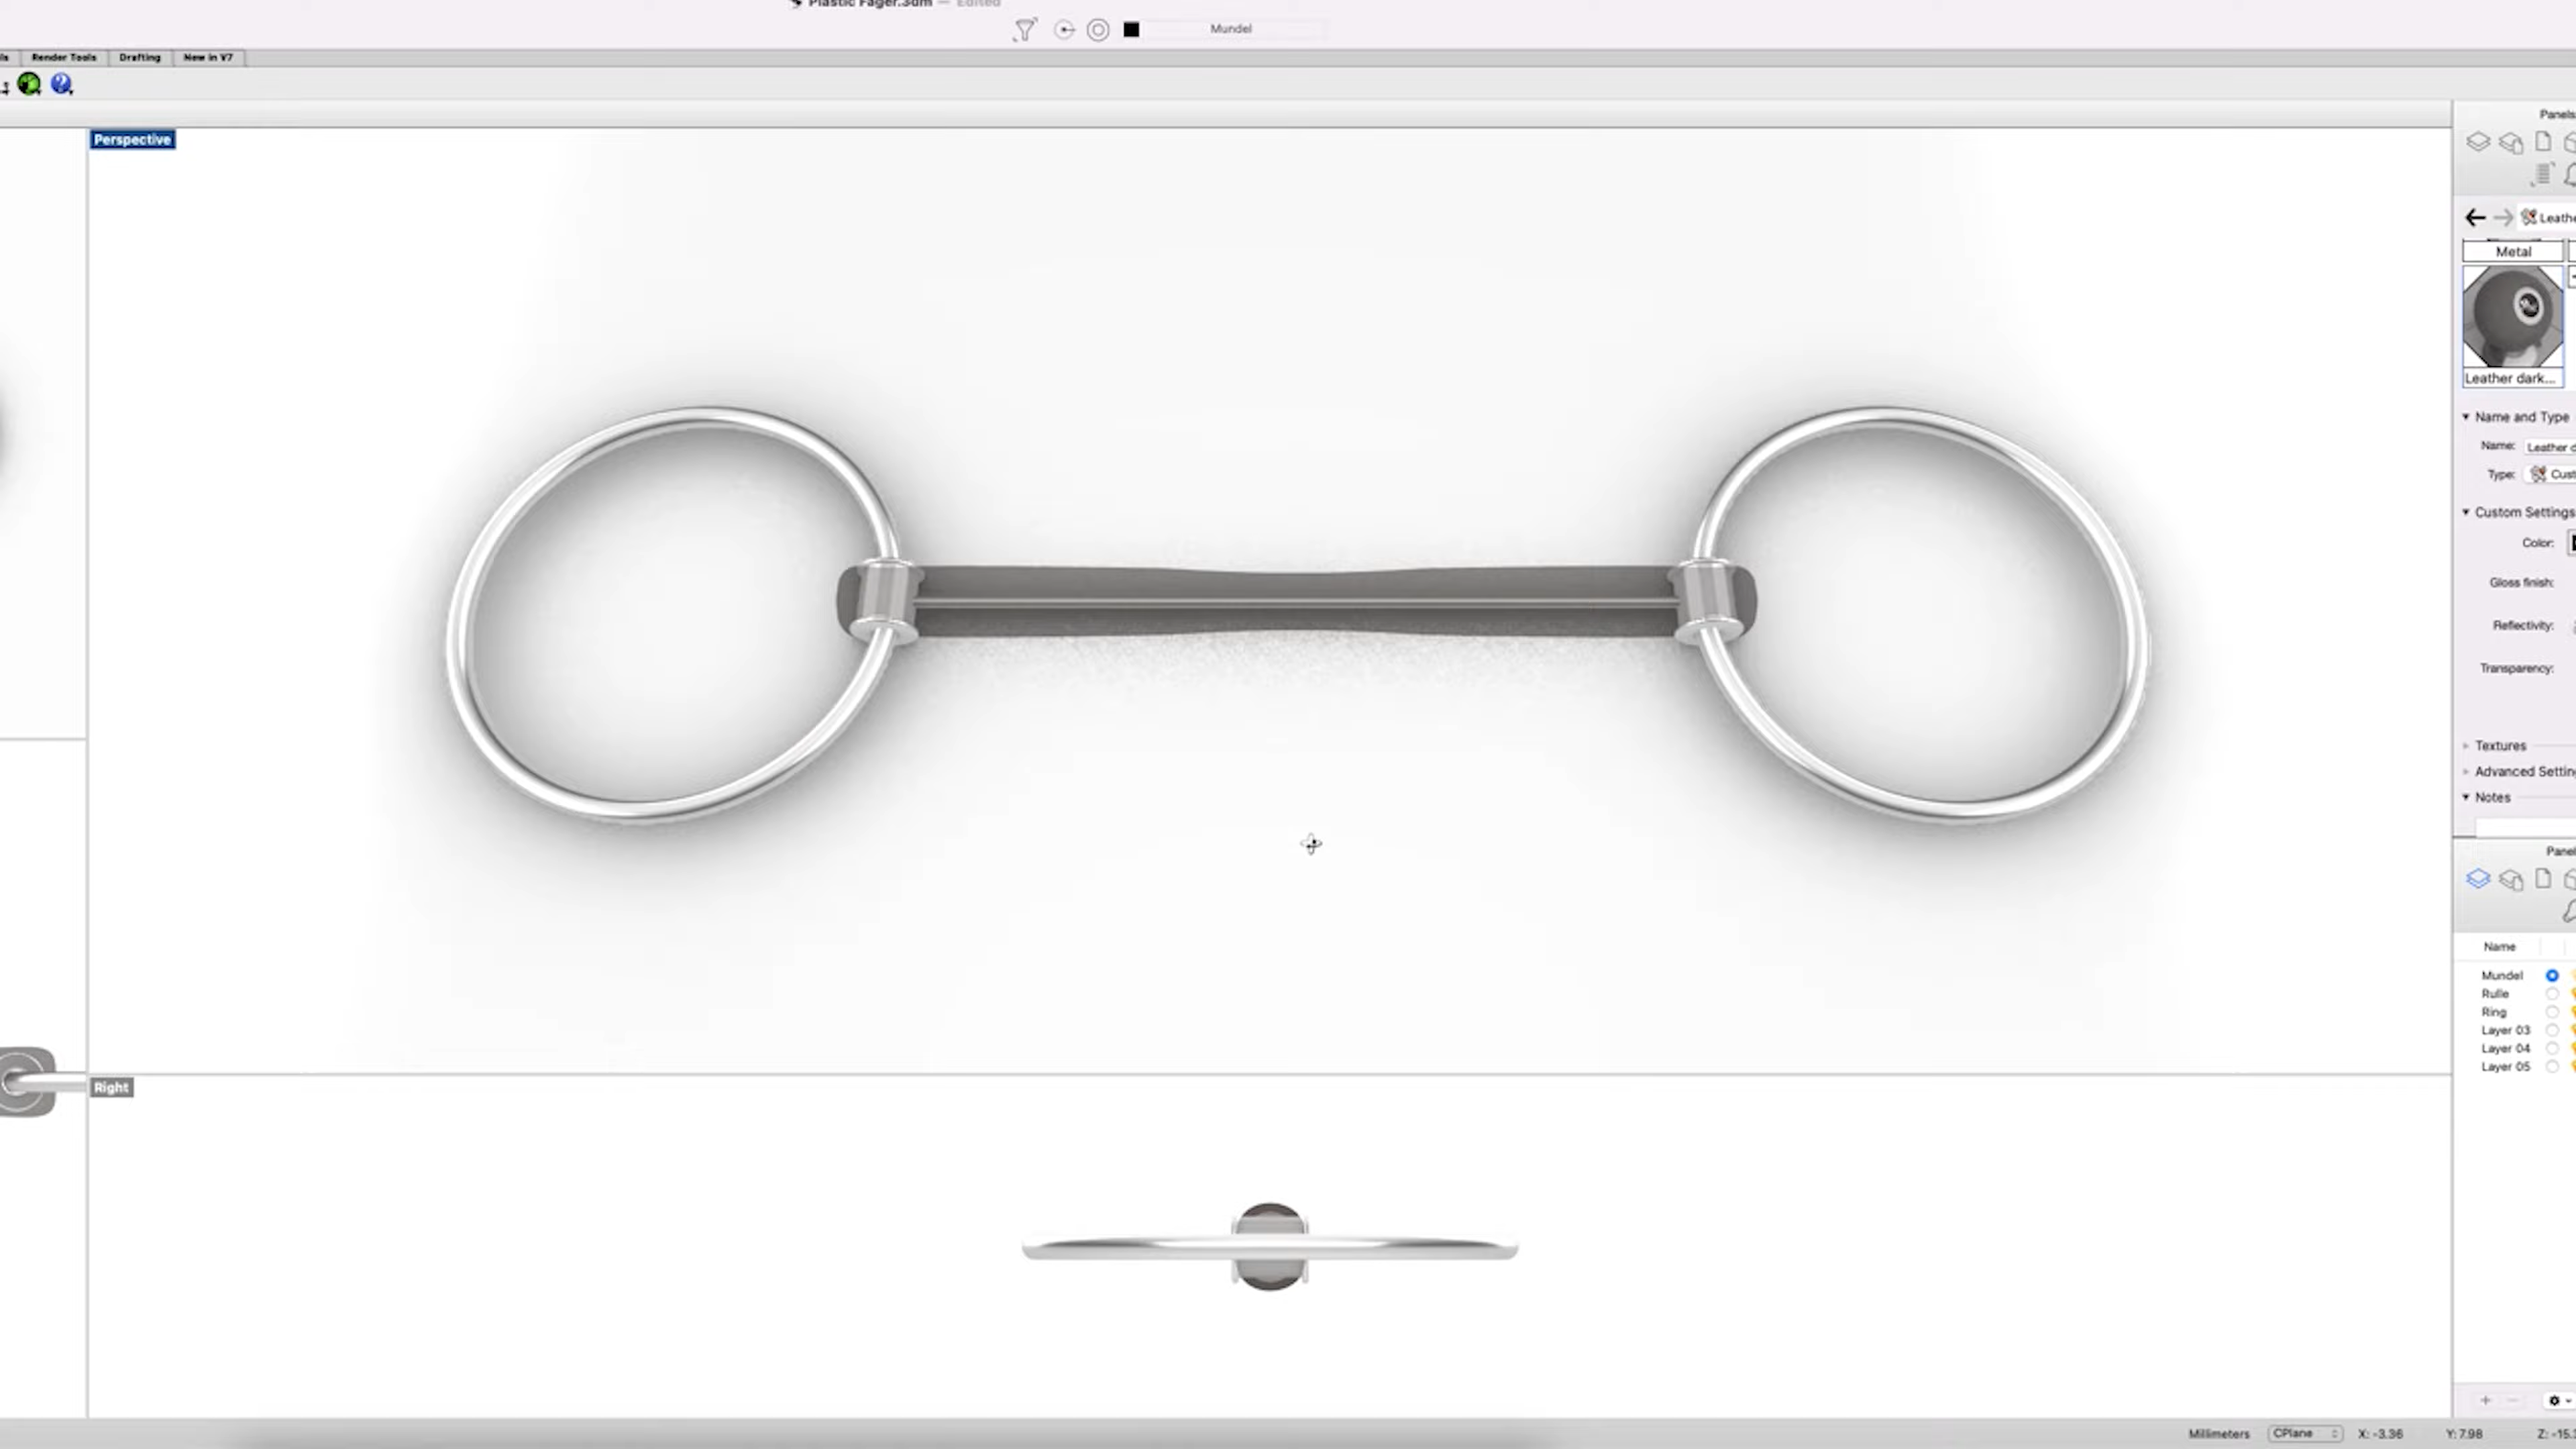 Plastic Fager.3dm — Edited
Mundel
Render Tools
Drafting
New in V7
Perspective
Panels
Metal
Leather dark...
Name and Type
Name:
Type:
Custom Settings
Color:
Gloss finish:
Reflectivity:
Transparency:
Textures
Advanced
Notes
Name
Mundel
Rulle
Ring
Layer 03
Layer 04
Layer 05
Right
Millimeters CPlane X: -3.36 Y: 7.98